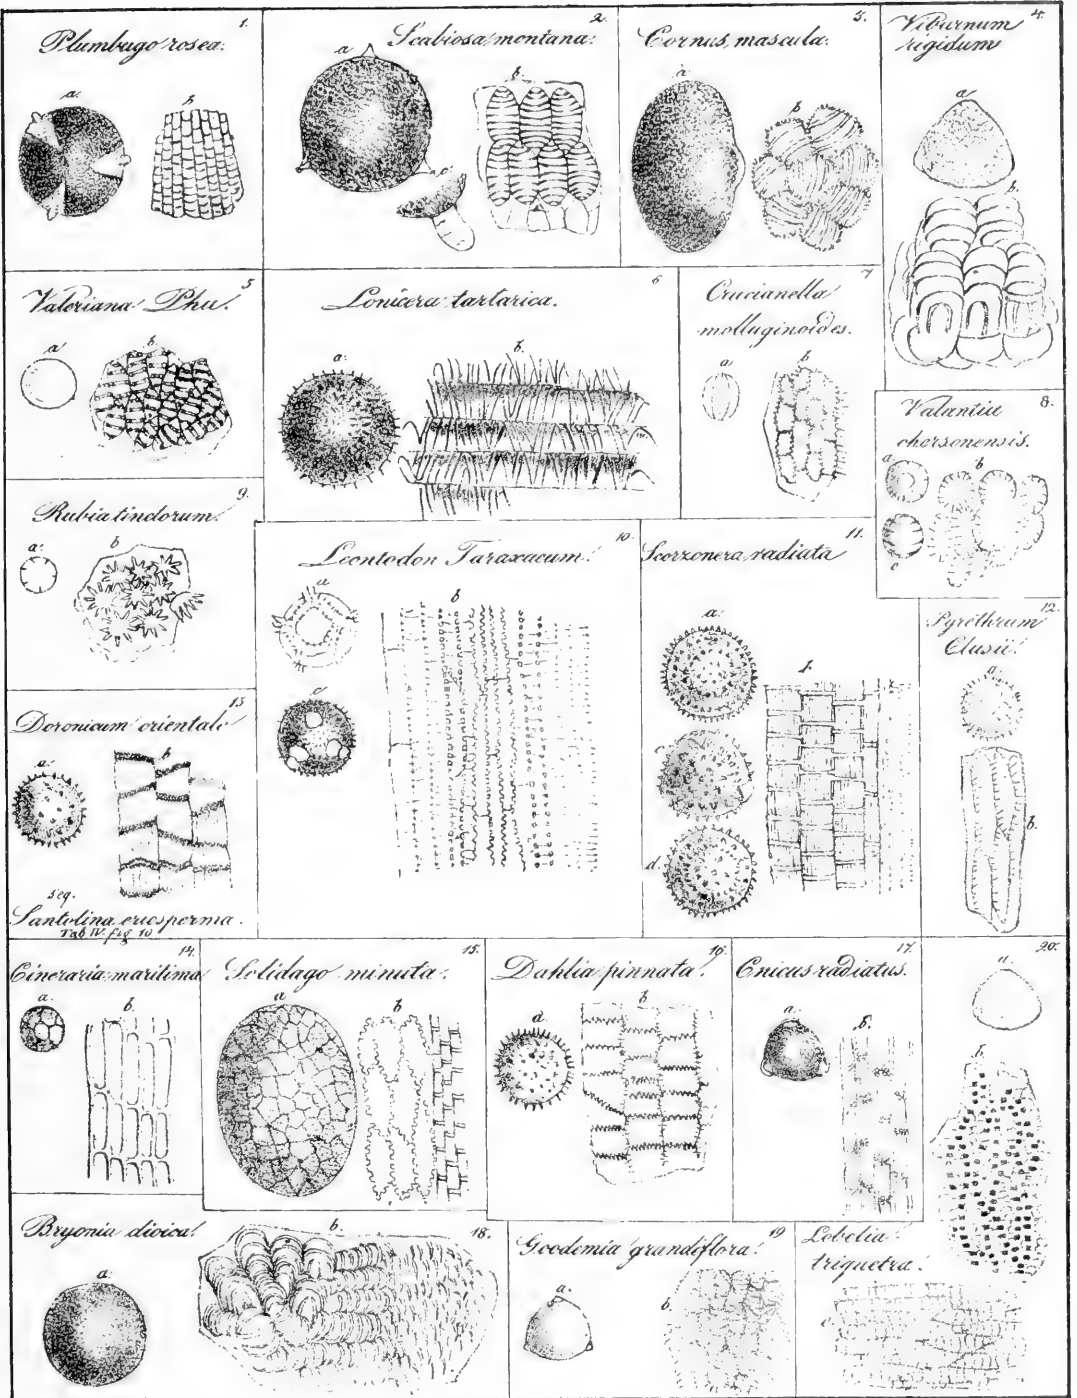 1.
Plumbago rosea.
a.
b
2.
Scabiosa montana.
a
b.
a
c
3.
Cornus mascula.
a
b
4.
Viburnum
rigidum
a
b.
5
Valeriana Phu.
a
b.
6
Lonicera tartarica.
a.
b.
7
Crucianella
molluginoides.
a
b
8.
Valantia
chersonensis.
a
b
c
9.
Rubia tinctorum.
a.
b
10.
Leontodon Taraxacum.
a
b
c
11.
Scorzonera radiata
a.
b.
c
d.
12.
Pyrethrum
Clusii.
a.
b.
13
Doronicum orientale
a.
b
seq.
Santolina eriosperma.
Tab IV. fig 10
14.
Cineraria maritima
a.
b.
15.
Solidago minuta.
a
b
16.
Dahlia pinnata.
a
b
17.
Cnicus radiatus.
a
b.
18.
Bryonia dioica.
a.
b.
19
Goodemia grandiflora.
a.
b.
20.
Lobelia
triquetra.
a.
b.
c